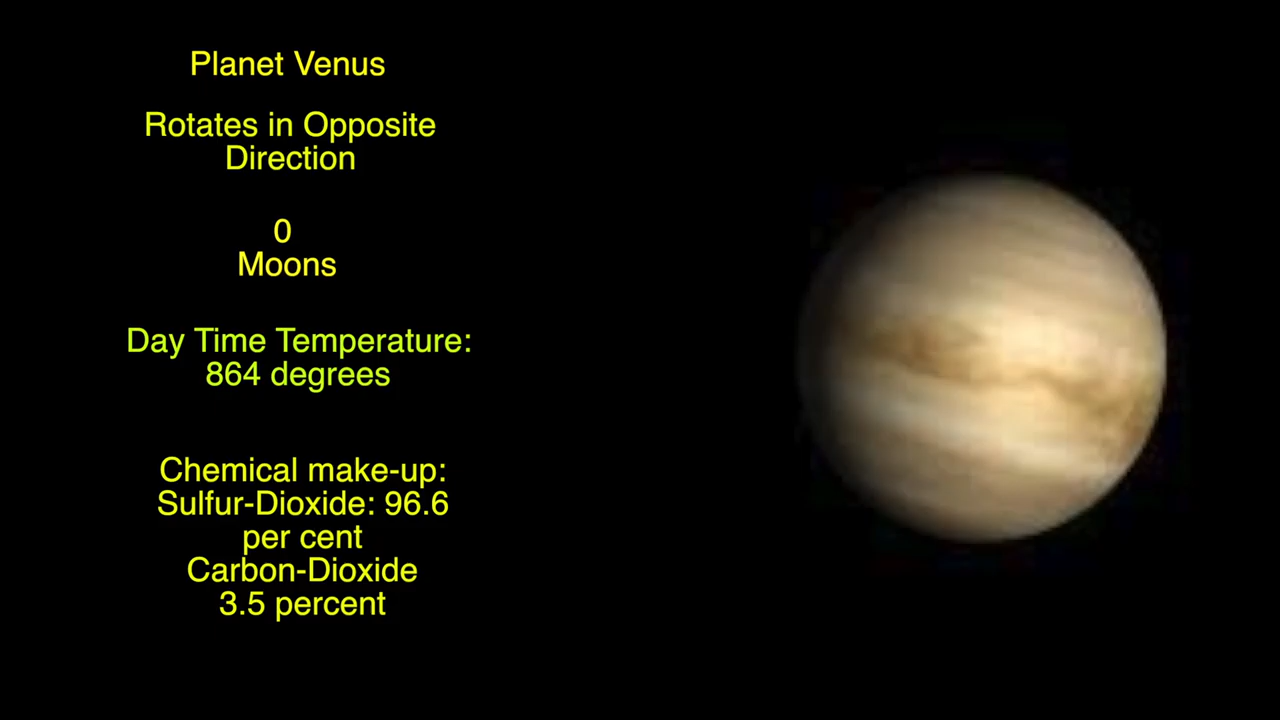 Planet Venus
Rotates in Opposite
Direction
0
Moons
Day Time Temperature:
864 degrees
Chemical make-up:
Sulfur-Dioxide: 96.6
per cent
Carbon-Dioxide
3.5 percent